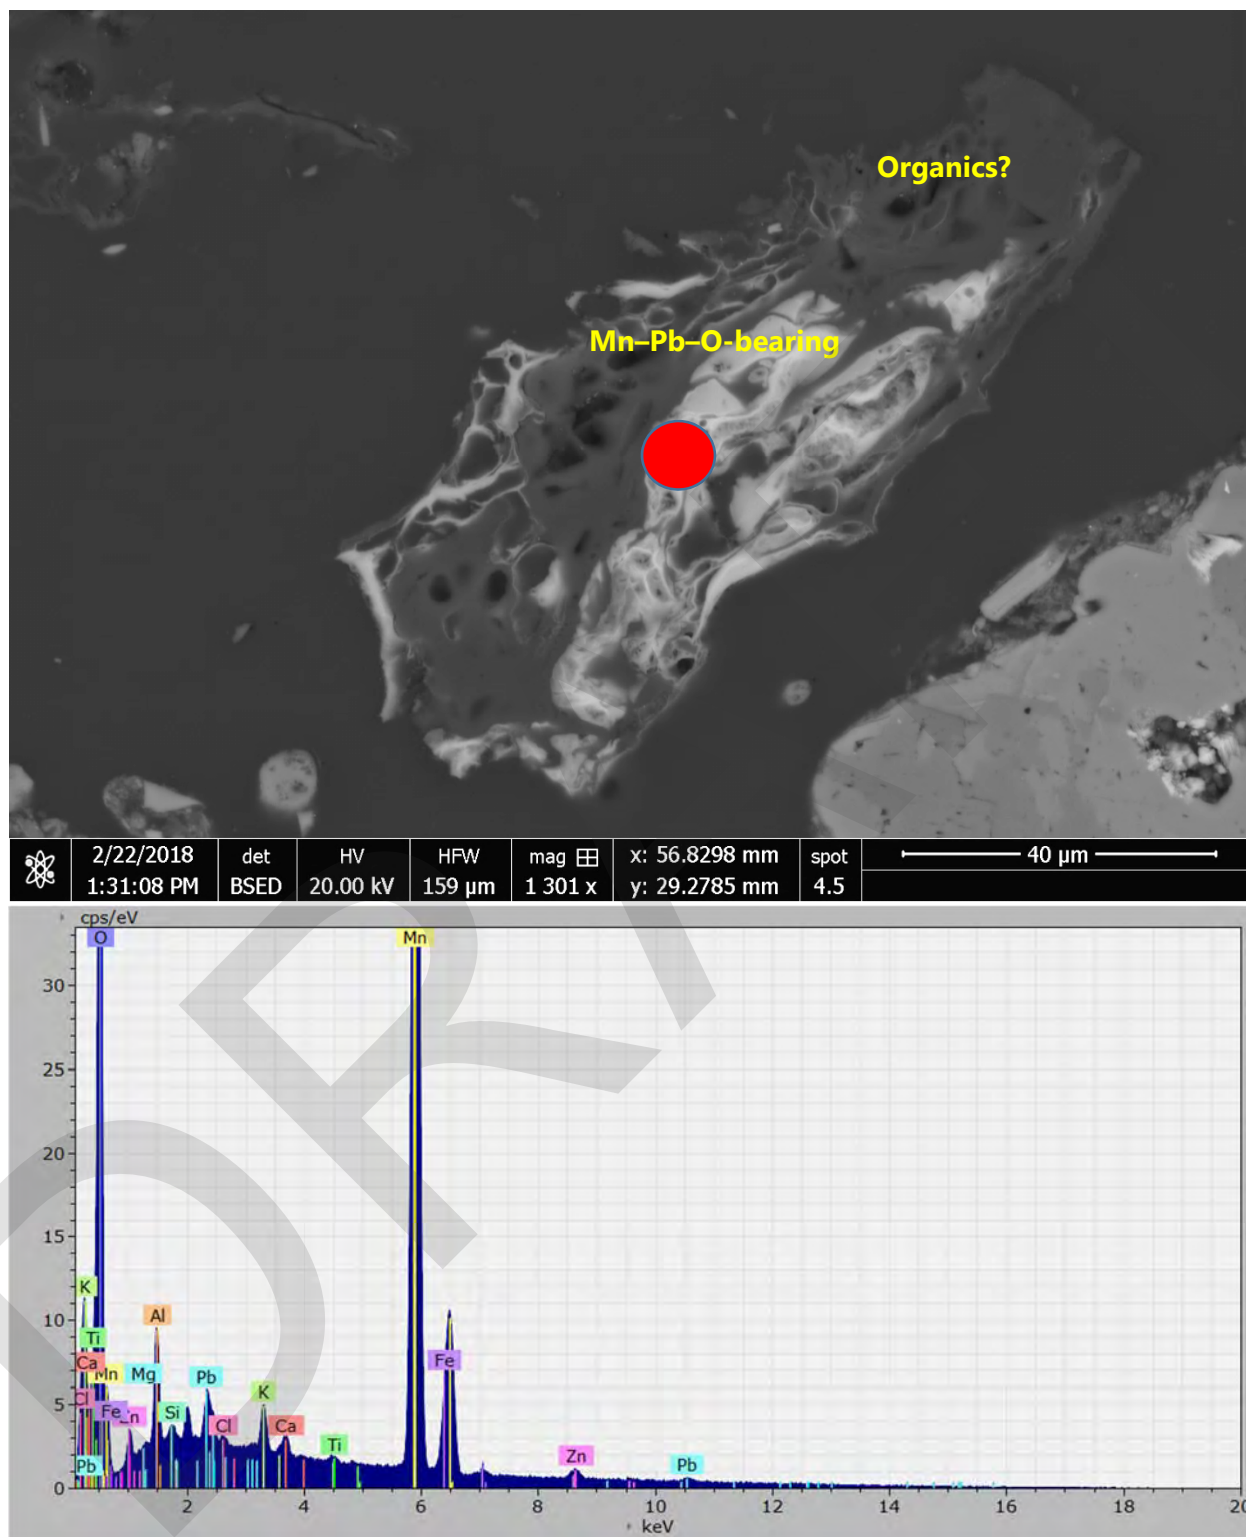 Organics?
Mn–Pb–O-bearing
2/22/2018 det HV HFW mag x: 56.8298 mm spot 40 µm
1:31:08 PM BSED 20.00 kV 159 µm 1 301 x y: 29.2785 mm 4.5
cps/eV
O Mn
30
25
20
15
K
10 Ti Al
Ca Mn Mg Pb Fe
5 Cl Fe Zn Si Cl K Ca Ti
Pb Zn Pb
0
2 4 6 8 10 12 14 16 18 20
keV
DR